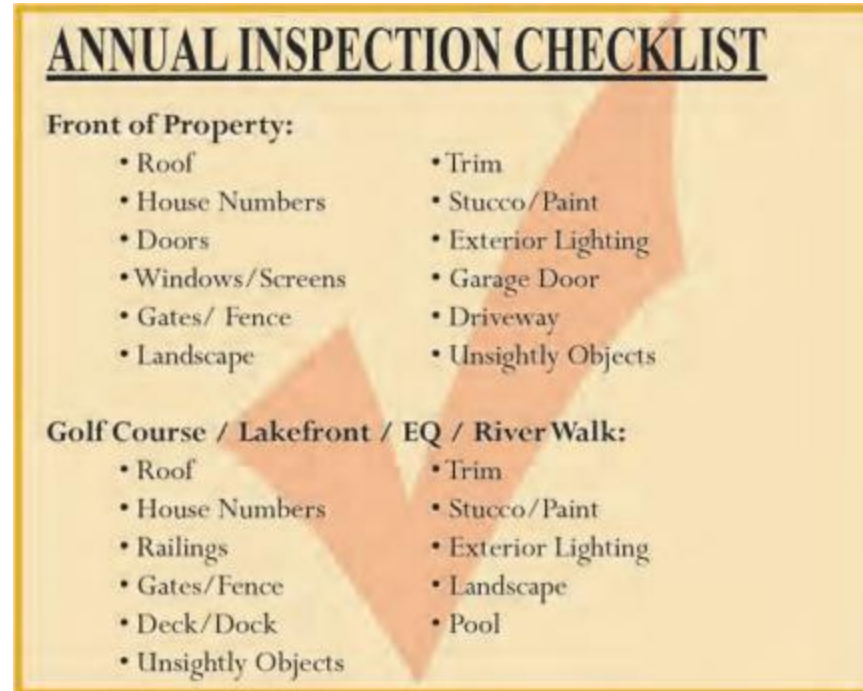 ANNUAL INSPECTION CHECKLIST
Front of Property:
• Roof
• House Numbers
• Doors
• Windows/Screens
• Gates/ Fence
• Landscape
• Trim
• Stucco/Paint
• Exterior Lighting
• Garage Door
• Driveway
• Unsightly Objects
Golf Course / Lakefront / EQ / River Walk:
• Roof
• House Numbers
• Railings
• Gates/Fence
• Deck/Dock
• Unsightly Objects
• Trim
• Stucco/Paint
• Exterior Lighting
• Landscape
• Pool